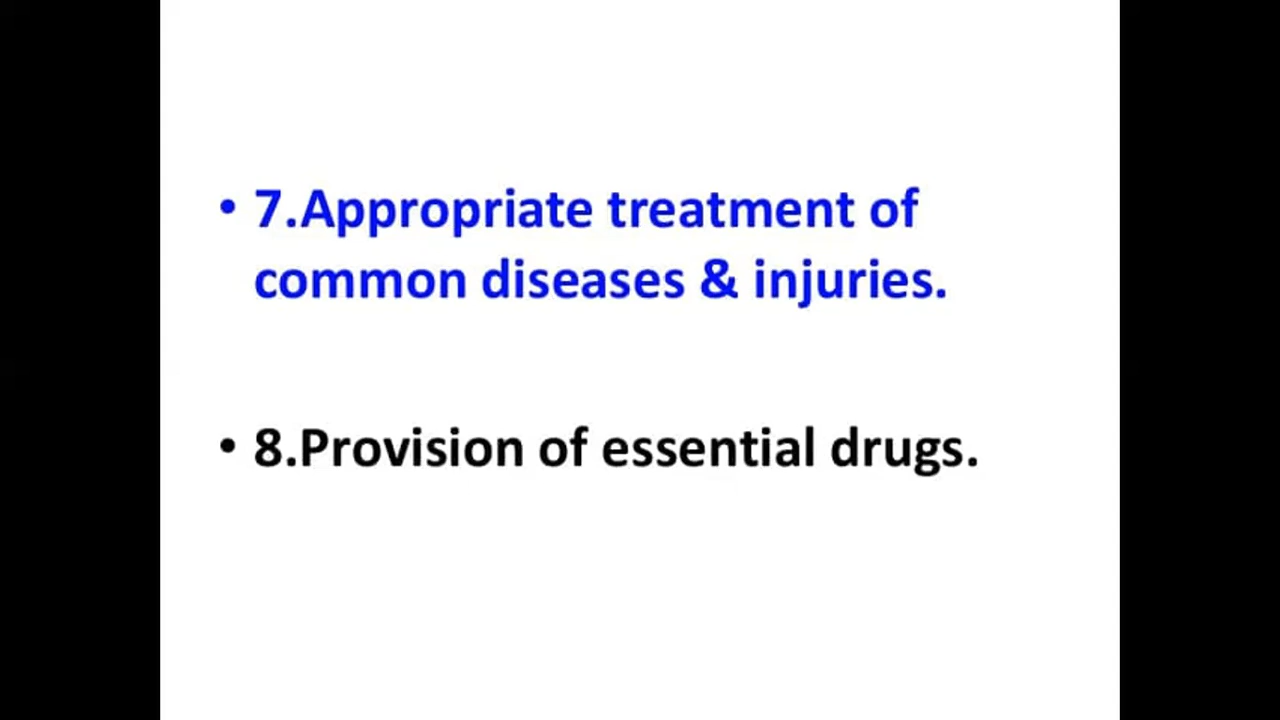 • 7.Appropriate treatment of
common diseases & injuries.
• 8.Provision of essential drugs.